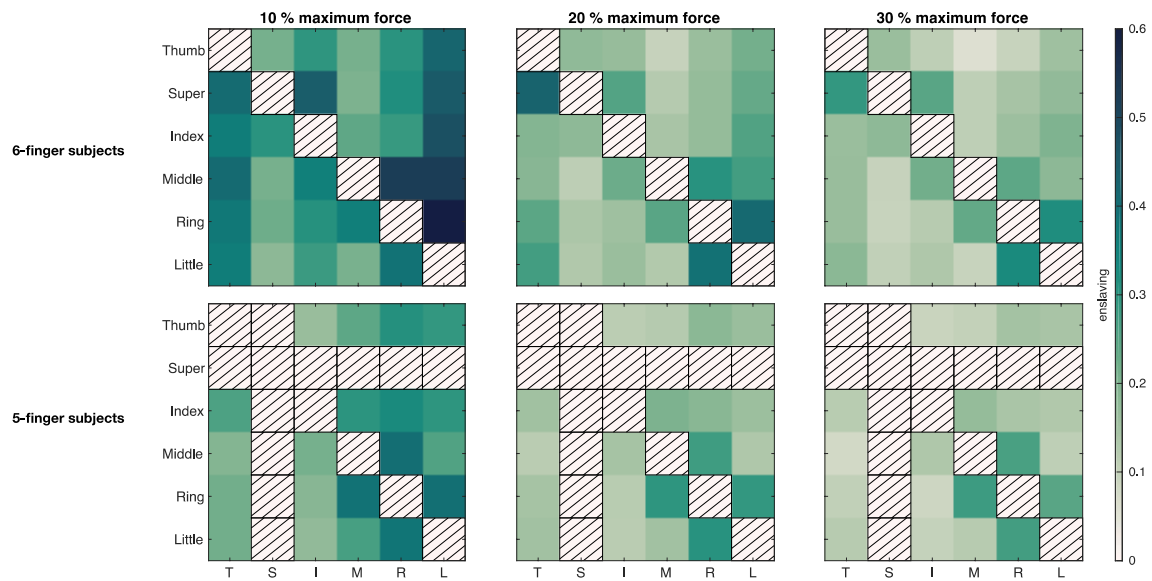 10 % maximum force
20 % maximum force
30 % maximum force
6-finger subjects
Thumb
Super
Index
Middle
Ring
Little
5-finger subjects
Thumb
Super
Index
Middle
Ring
Little
T S I M R L
T S I M R L
T S I M R L
0.6
0.5
0.4
0.3
0.2
0.1
0
enslaving